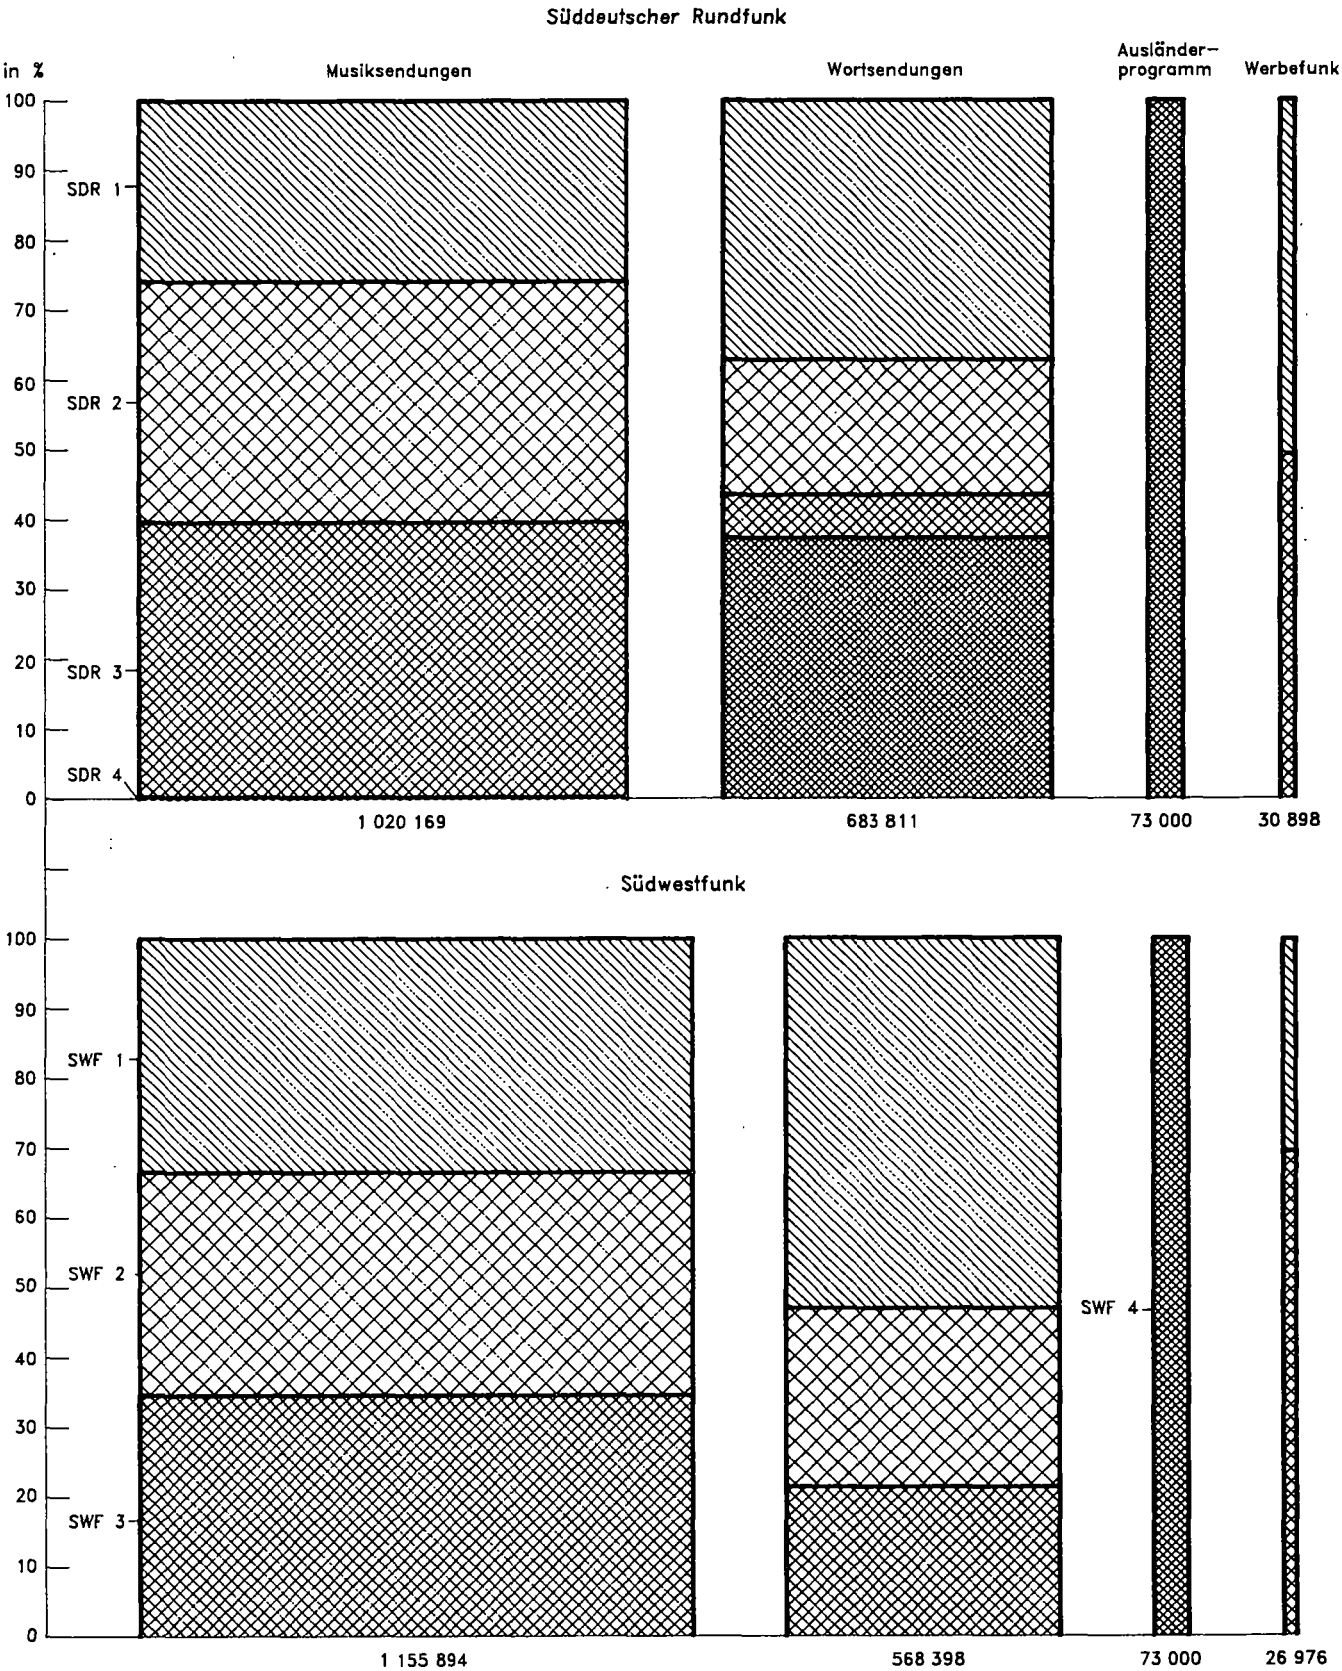 Süddeutscher Rundfunk
in %
Musiksendungen
Wortsendungen
Ausländer-
programm
Werbefunk
100
90
SDR 1
80
70
60
SDR 2
50
40
30
20
SDR 3
10
SDR 4
0
1 020 169
683 811
73 000
30 898
Südwestfunk
100
90
SWF 1
80
70
60
SWF 2
50
SWF 4
40
30
20
SWF 3
10
0
1 155 894
568 398
73 000
26 976